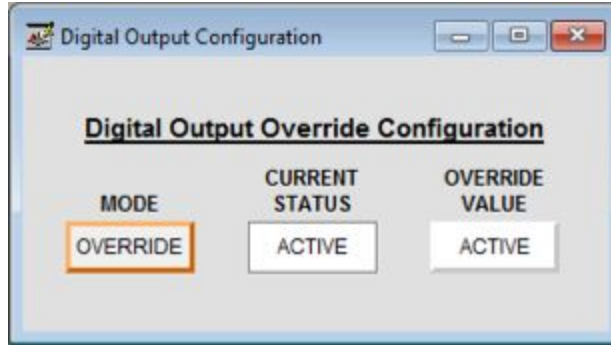 Digital Output Configuration
Digital Output Override Configuration
MODE
CURRENT
STATUS
OVERRIDE
VALUE
OVERRIDE
ACTIVE
ACTIVE